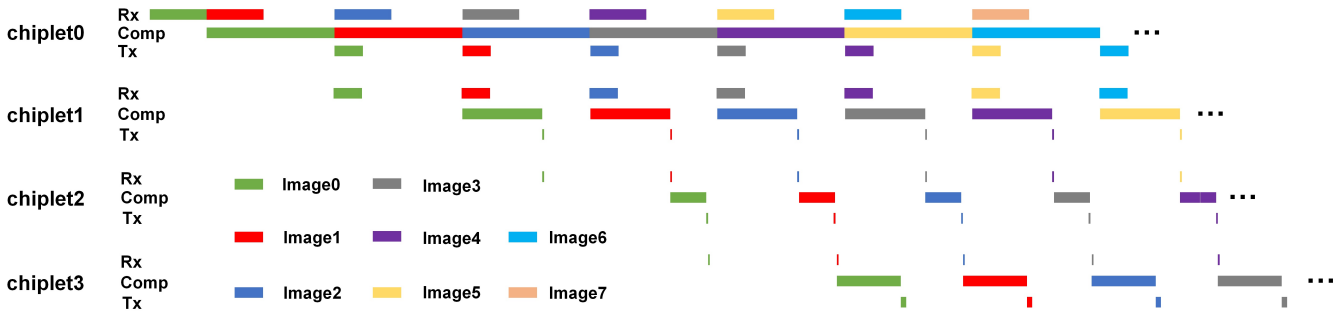 Rx
chiplet0 Comp ...
Tx
Rx
chiplet1 Comp ...
Tx
Rx
Image0 Image3
chiplet2 Comp ...
Tx
Image1 Image4 Image6
Rx
chiplet3 Comp ...
Image2 Image5 Image7
Tx